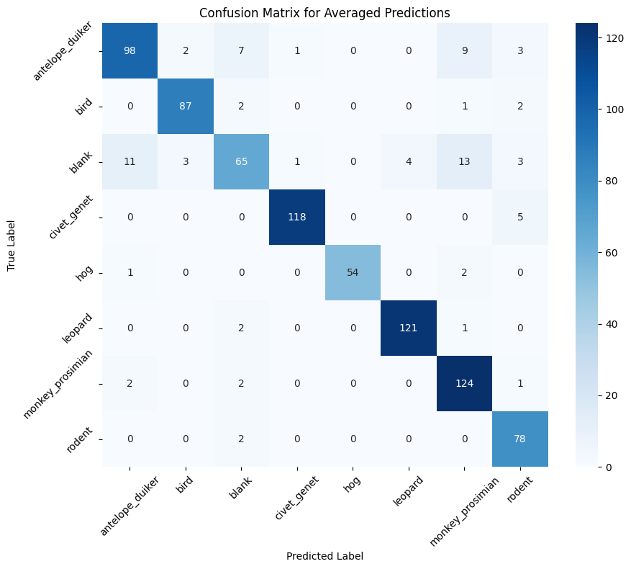 Confusion Matrix for Averaged Predictions
True Label
antelope_duiker 98 2 7 1 0 0 9 3
bird 0 87 2 0 0 0 1 2
blank 11 3 65 1 0 4 13 3
civet_genet 0 0 0 118 0 0 0 5
hog 1 0 0 0 54 0 2 0
leopard 0 0 2 0 0 121 1 0
monkey_prosimian 2 0 2 0 0 0 124 1
rodent 0 0 2 0 0 0 0 78
antelope_duiker bird blank civet_genet hog leopard monkey_prosimian rodent
Predicted Label
120
100
80
60
40
20
0